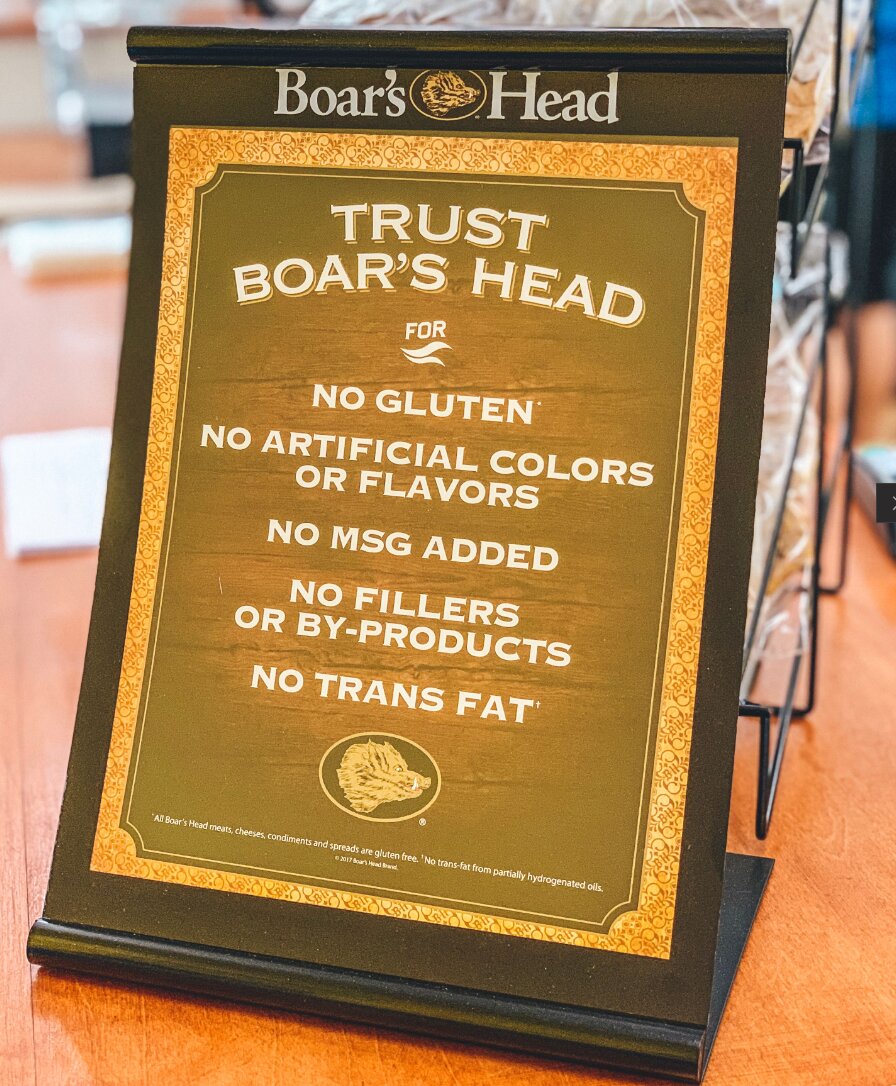 Boar's Head
TRUST
BOAR'S HEAD
FOR
NO GLUTEN*
NO ARTIFICIAL COLORS
OR FLAVORS
NO MSG ADDED
NO FILLERS
OR BY-PRODUCTS
NO TRANS FAT†
®
*All Boar's Head meats, cheeses, condiments and spreads are gluten free. †No trans-fat from partially hydrogenated oils.
© 2017 Boar's Head Brand.